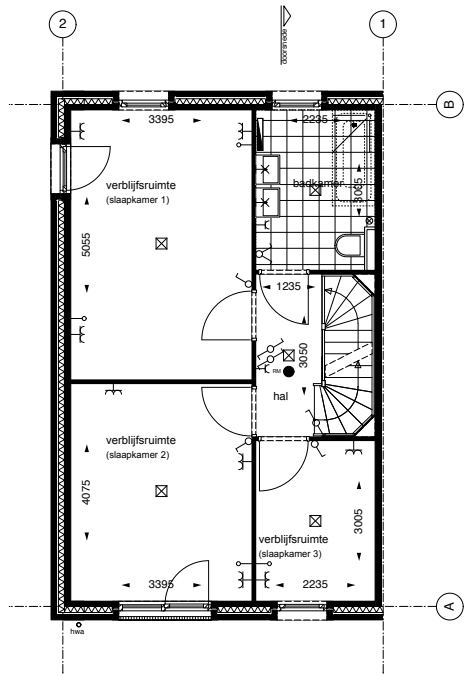 2
doorsnede
1
B
3395
2235
verblijfsruimte
(slaapkamer 1)
badkamer
3005
5055
1235
3050
RM
hal
verblijfsruimte
(slaapkamer 2)
4075
verblijfsruimte
(slaapkamer 3)
3005
3395
2235
A
hwa